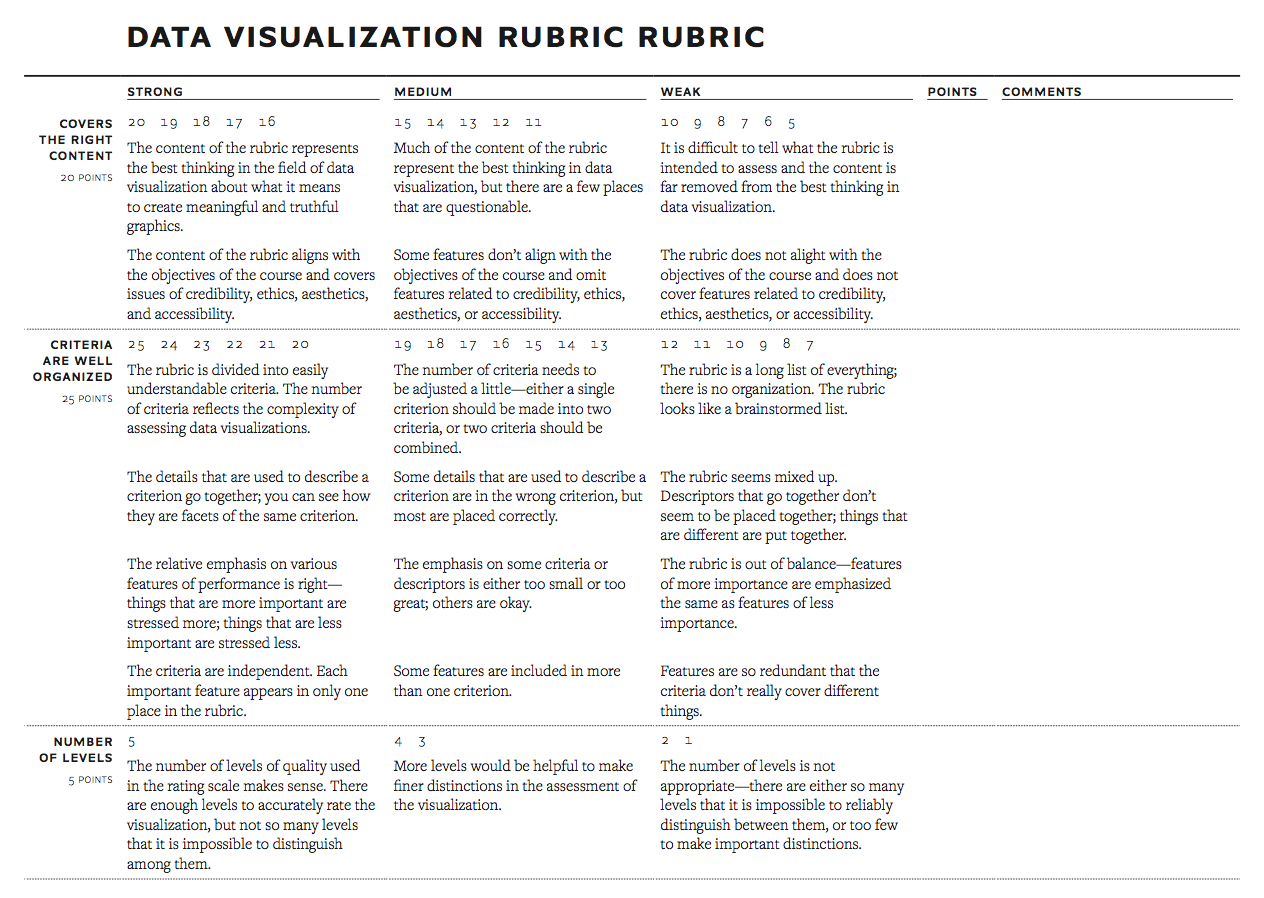 DATA VISUALIZATION RUBRIC RUBRIC
STRONG MEDIUM WEAK POINTS COMMENTS
COVERS
THE RIGHT
CONTENT
20 POINTS
20 19 18 17 16
The content of the rubric represents
the best thinking in the field of data
visualization about what it means
to create meaningful and truthful
graphics.
The content of the rubric aligns with
the objectives of the course and covers
issues of credibility, ethics, aesthetics,
and accessibility.
15 14 13 12 11
Much of the content of the rubric
represent the best thinking in data
visualization, but there are a few places
that are questionable.
Some features don’t align with the
objectives of the course and omit
features related to credibility, ethics,
aesthetics, or accessibility.
10 9 8 7 6 5
It is difficult to tell what the rubric is
intended to assess and the content is
far removed from the best thinking in
data visualization.
The rubric does not alight with the
objectives of the course and does not
cover features related to credibility,
ethics, aesthetics, or accessibility.
CRITERIA
ARE WELL
ORGANIZED
25 POINTS
25 24 23 22 21 20
The rubric is divided into easily
understandable criteria. The number
of criteria reflects the complexity of
assessing data visualizations.
The details that are used to describe a
criterion go together; you can see how
they are facets of the same criterion.
The relative emphasis on various
features of performance is right—
things that are more important are
stressed more; things that are less
important are stressed less.
The criteria are independent. Each
important feature appears in only one
place in the rubric.
19 18 17 16 15 14 13
The number of criteria needs to
be adjusted a little—either a single
criterion should be made into two
criteria, or two criteria should be
combined.
Some details that are used to describe a
criterion are in the wrong criterion, but
most are placed correctly.
The emphasis on some criteria or
descriptors is either too small or too
great; others are okay.
Some features are included in more
than one criterion.
12 11 10 9 8 7
The rubric is a long list of everything;
there is no organization. The rubric
looks like a brainstormed list.
The rubric seems mixed up.
Descriptors that go together don’t
seem to be placed together; things that
are different are put together.
The rubric is out of balance—features
of more importance are emphasized
the same as features of less
importance.
Features are so redundant that the
criteria don’t really cover different
things.
NUMBER
OF LEVELS
5 POINTS
5
The number of levels of quality used
in the rating scale makes sense. There
are enough levels to accurately rate the
visualization, but not so many levels
that it is impossible to distinguish
among them.
4 3
More levels would be helpful to make
finer distinctions in the assessment of
the visualization.
2 1
The number of levels is not
appropriate—there are either so many
levels that it is impossible to reliably
distinguish between them, or too few
to make important distinctions.